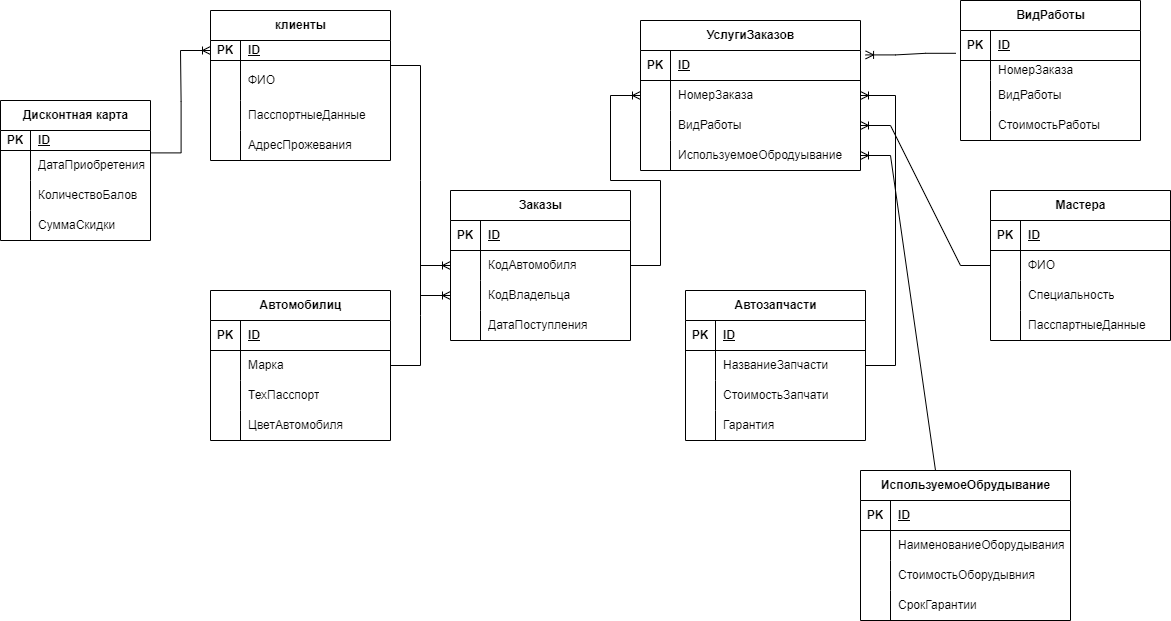 Дисконтная карта
PK ID
ДатаПриобретения
КоличествоБалов
СуммаСкидки
клиенты
PK ID
ФИО
ПасспортныеДанные
АдресПрожевания
Автомобилиц
PK ID
Марка
ТехПасспорт
ЦветАвтомобиля
Заказы
PK ID
КодАвтомобиля
КодВладельца
ДатаПоступления
УслугиЗаказов
PK ID
НомерЗаказа
ВидРаботы
ИспользуемоеОбродуывание
Автозапчасти
PK ID
НазваниеЗапчасти
СтоимостьЗапчати
Гарантия
ВидРаботы
PK ID
НомерЗаказа
ВидРаботы
СтоимостьРаботы
Мастера
PK ID
ФИО
Специальность
ПасспартныеДанные
ИспользуемоеОбрудывание
PK ID
НаименованиеОборудывания
СтоимостьОборудывния
СрокГарантии